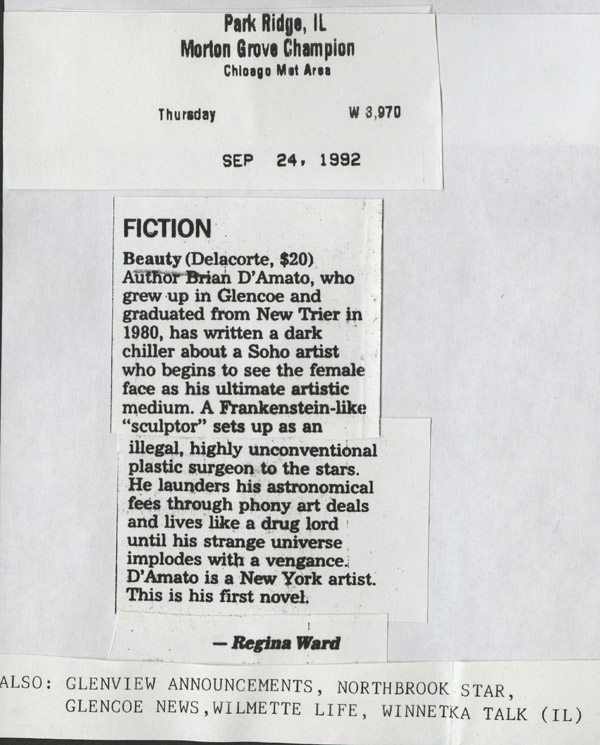 Park Ridge, IL
Morton Grove Champion
Chicago Met Area
Thursday W 3,970
SEP 24, 1992
FICTION
Beauty (Delacorte, $20)
Author Brian D'Amato, who
grew up in Glencoe and
graduated from New Trier in
1980, has written a dark
chiller about a Soho artist
who begins to see the female
face as his ultimate artistic
medium. A Frankenstein-like
“sculptor” sets up as an
illegal, highly unconventional
plastic surgeon to the stars.
He launders his astronomical
fees through phony art deals
and lives like a drug lord
until his strange universe
implodes with a vengance.
D'Amato is a New York artist.
This is his first novel.
— Regina Ward
ALSO: GLENVIEW ANNOUNCEMENTS, NORTHBROOK STAR,
GLENCOE NEWS,WILMETTE LIFE, WINNETKA TALK (IL)